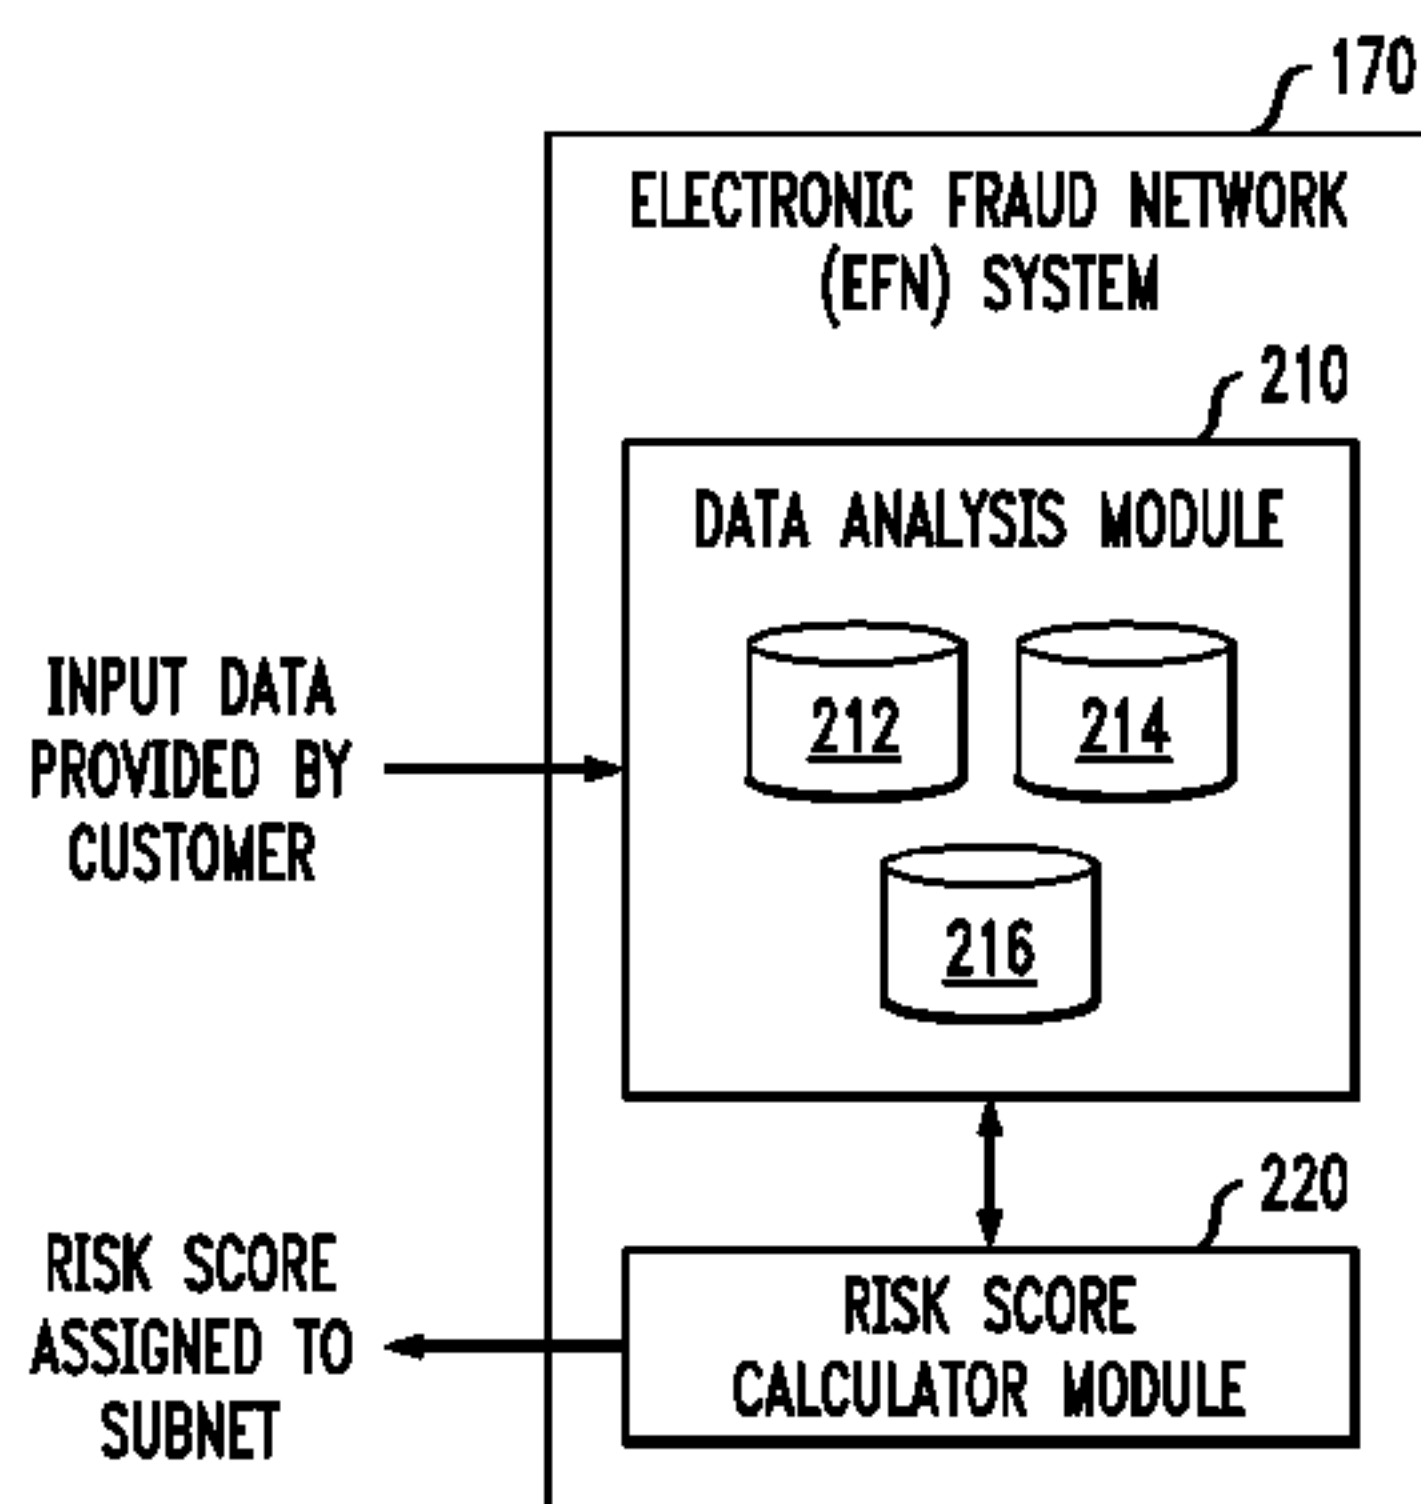 170
ELECTRONIC FRAUD NETWORK
(EFN) SYSTEM
210
DATA ANALYSIS MODULE
212
214
216
INPUT DATA
PROVIDED BY
CUSTOMER
220
RISK SCORE
CALCULATOR MODULE
RISK SCORE
ASSIGNED TO
SUBNET